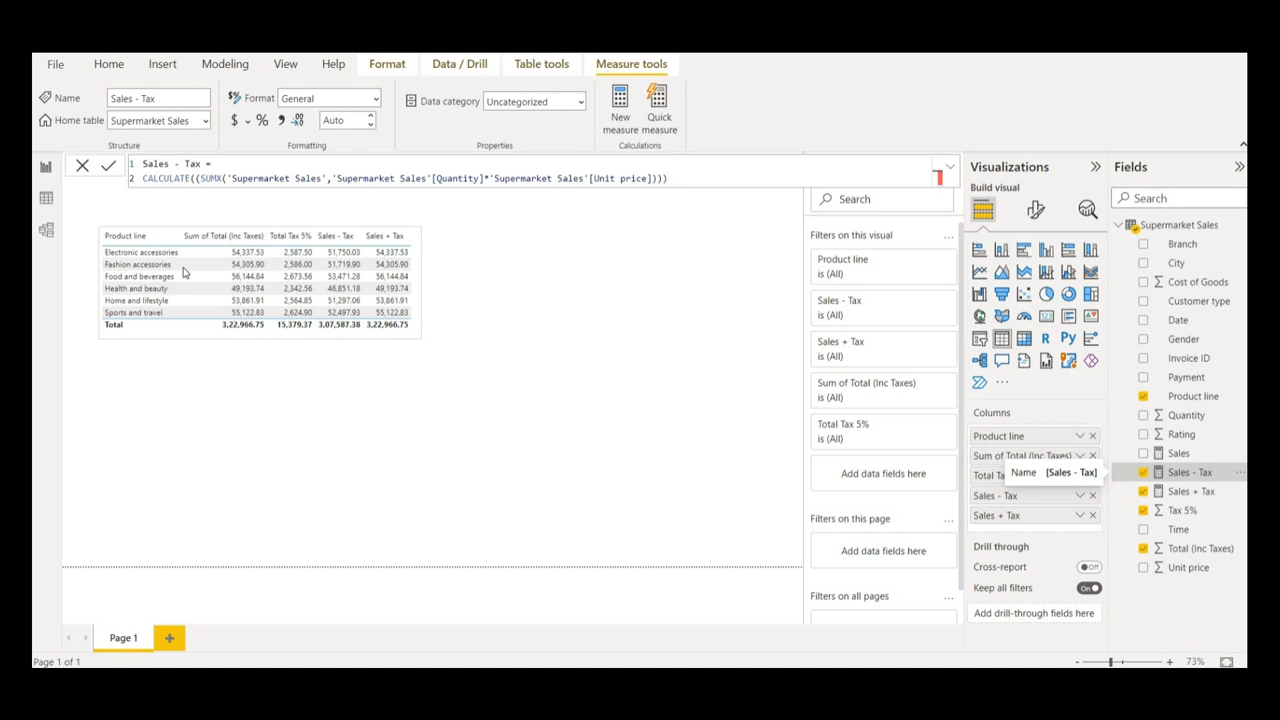 File Home Insert Modeling View Help Format Data / Drill Table tools Measure tools
Name Sales - Tax $% Format General Data category Uncategorized New measure Quick measure
Home table Supermarket Sales $ % Auto
Structure Formatting Properties Calculations
1 Sales - Tax =
2 CALCULATE((SUMX('Supermarket Sales','Supermarket Sales'[Quantity]*'Supermarket Sales'[Unit price])))
Product line Sum of Total (Inc Taxes) Total Tax 5% Sales - Tax Sales + Tax
Electronic accessories 54,337.53 2,587.50 51,750.03 54,337.53
Fashion accessories 54,305.90 2,586.00 51,719.90 54,305.90
Food and beverages 56,144.84 2,673.56 53,471.28 56,144.84
Health and beauty 49,193.74 2,342.56 46,851.18 49,193.74
Home and lifestyle 53,861.91 2,564.85 51,297.06 53,861.91
Sports and travel 55,122.83 2,624.90 52,497.93 55,122.83
Total 3,22,966.75 15,379.37 3,07,587.38 3,22,966.75
Search
Filters on this visual ...
Product line
is (All)
Sales - Tax
is (All)
Sales + Tax
is (All)
Sum of Total (Inc Taxes)
is (All)
Total Tax 5%
is (All)
Add data fields here
Filters on this page ...
Add data fields here
Filters on all pages ...
Visualizations
Build visual
R Py
...
Columns
Product line
Sum of Total (Inc Taxes)
Total Ta
Name [Sales - Tax]
Sales - Tax
Sales + Tax
Drill through
Cross-report Off
Keep all filters On
Add drill-through fields here
Fields
Search
Supermarket Sales
Branch
City
Cost of Goods
Customer type
Date
Gender
Invoice ID
Payment
Product line
Quantity
Rating
Sales
Sales - Tax ...
Sales + Tax
Tax 5%
Time
Total (Inc Taxes)
Unit price
Page 1 +
Page 1 of 1
- + 73%